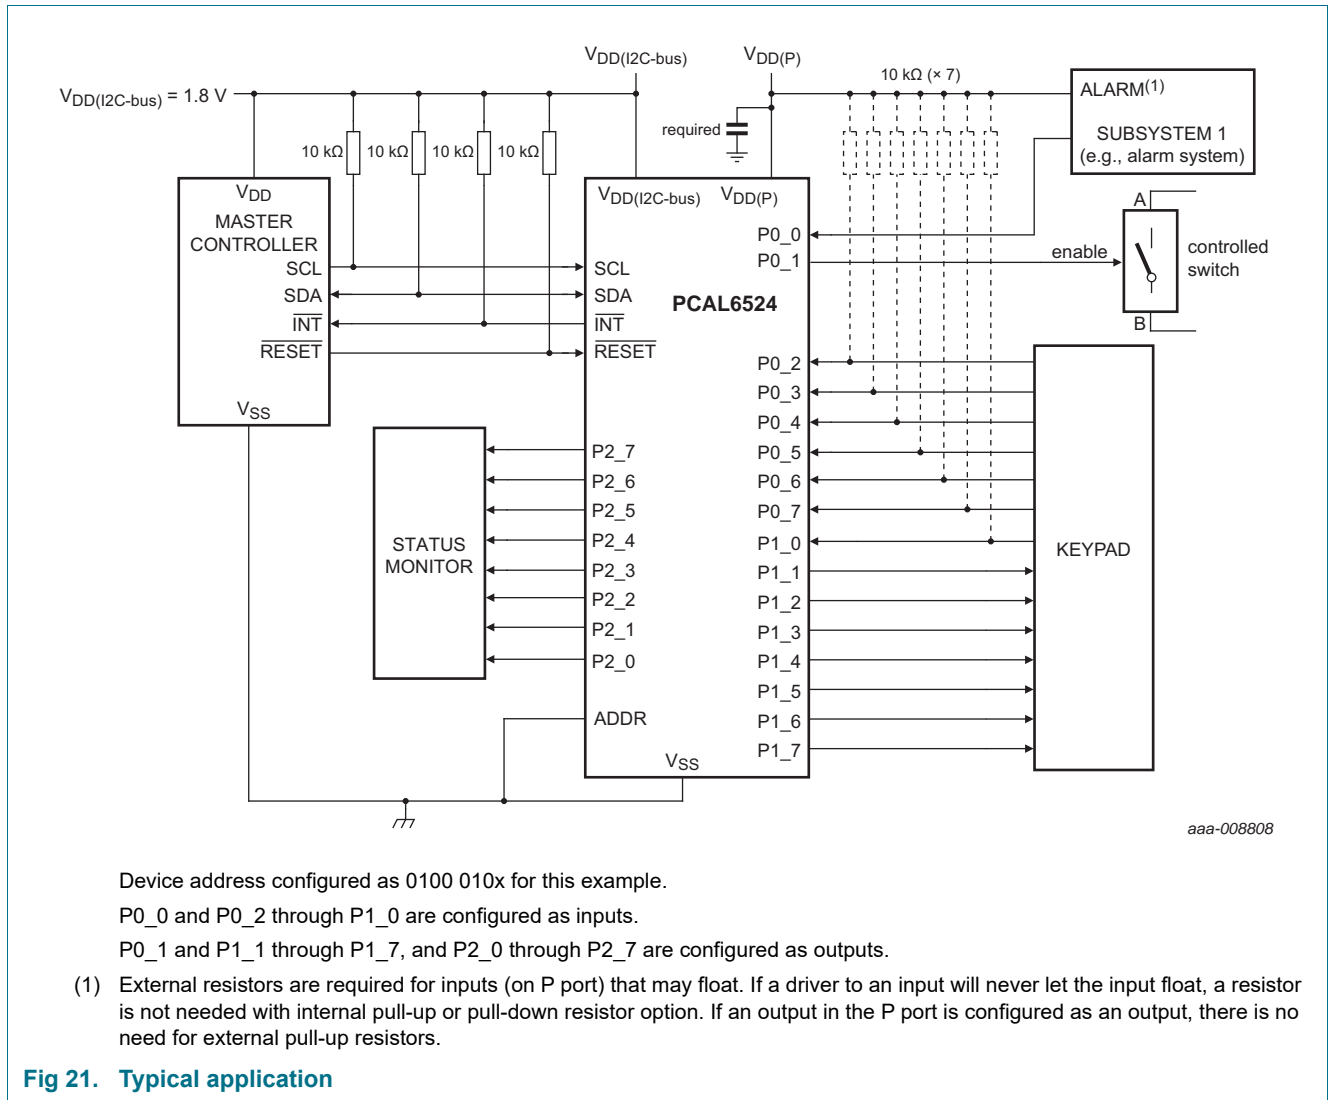 VDD(I2C-bus)
VDD(P)
VDD(I2C-bus) = 1.8 V
10 kΩ (× 7)
ALARM(1)
SUBSYSTEM 1
(e.g., alarm system)
required
10 kΩ
10 kΩ
10 kΩ
10 kΩ
VDD
MASTER
CONTROLLER
SCL
SDA
INT
RESET
VSS
VDD(I2C-bus)
VDD(P)
PCAL6524
SCL
SDA
INT
RESET
P0_0
P0_1
enable
A
B
controlled
switch
P0_2
P0_3
P0_4
P0_5
P0_6
P0_7
P1_0
P1_1
P1_2
P1_3
P1_4
P1_5
P1_6
P1_7
KEYPAD
STATUS
MONITOR
P2_7
P2_6
P2_5
P2_4
P2_3
P2_2
P2_1
P2_0
ADDR
VSS
aaa-008808
Device address configured as 0100 010x for this example.
P0_0 and P0_2 through P1_0 are configured as inputs.
P0_1 and P1_1 through P1_7, and P2_0 through P2_7 are configured as outputs.
(1) External resistors are required for inputs (on P port) that may float. If a driver to an input will never let the input float, a resistor
is not needed with internal pull-up or pull-down resistor option. If an output in the P port is configured as an output, there is no
need for external pull-up resistors.
Fig 21. Typical application